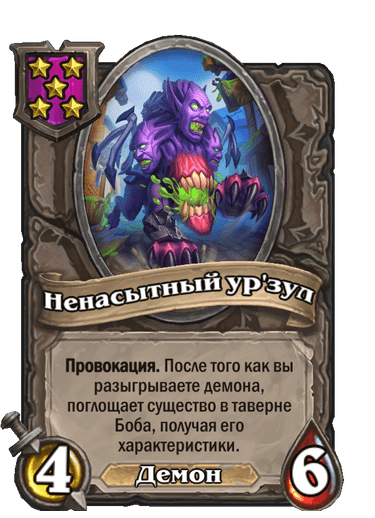 Ненасытный ур'зул
Провокация. После того как вы
разыгрываете демона,
поглощает существо в таверне
Боба, получая его
характеристики.
4
Демон
6